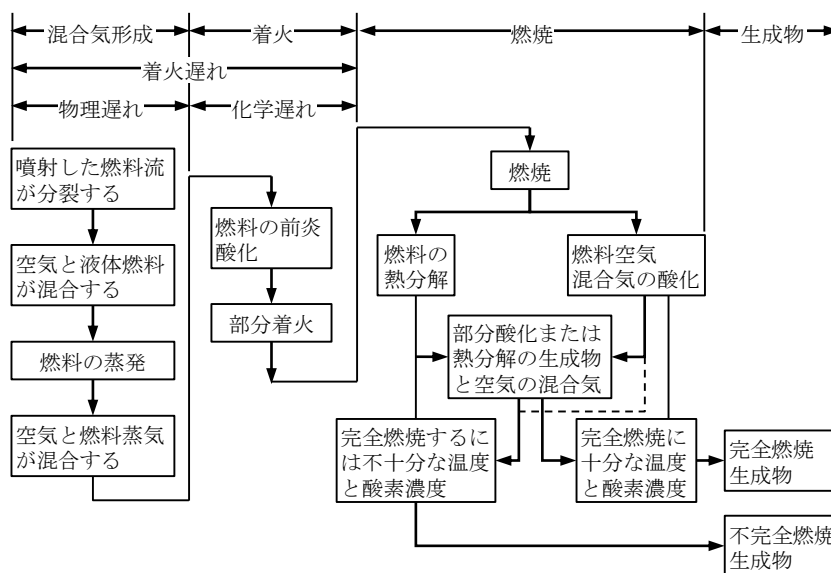 混合気形成
着火
燃焼
生成物
着火遅れ
物理遅れ
化学遅れ
噴射した燃料流
が分裂する
空気と液体燃料
が混合する
燃料の蒸発
空気と燃料蒸気
が混合する
燃料の前炎
酸化
部分着火
燃焼
燃料の
熱分解
燃料空気
混合気の酸化
部分酸化または
熱分解の生成物
と空気の混合気
完全燃焼するに
は不十分な温度
と酸素濃度
完全燃焼に
十分な温度
と酸素濃度
完全燃焼
生成物
不完全燃焼
生成物